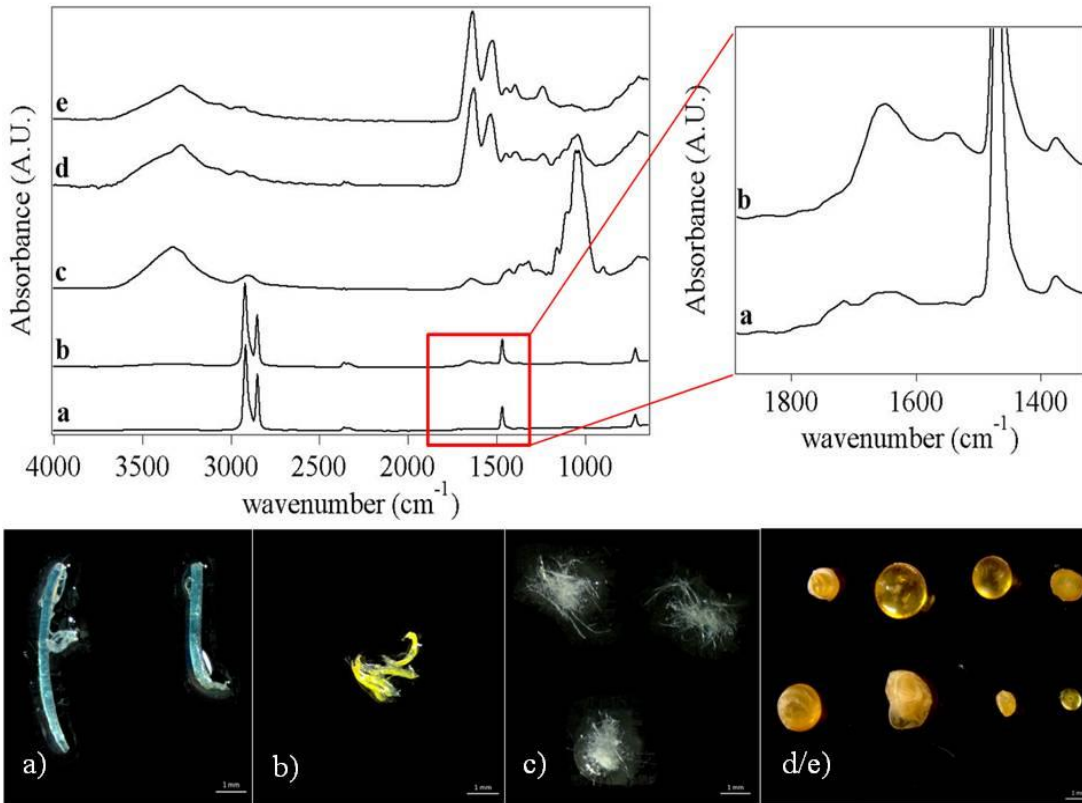 Absorbance (A.U.)
e
d
c
b
a
4000 3500 3000 2500 2000 1500 1000
wavenumber (cm-1)
Absorbance (A.U.)
b
a
1800 1600 1400
wavenumber (cm-1)
a)
1 mm
b)
1 mm
c)
1 mm
d/e)